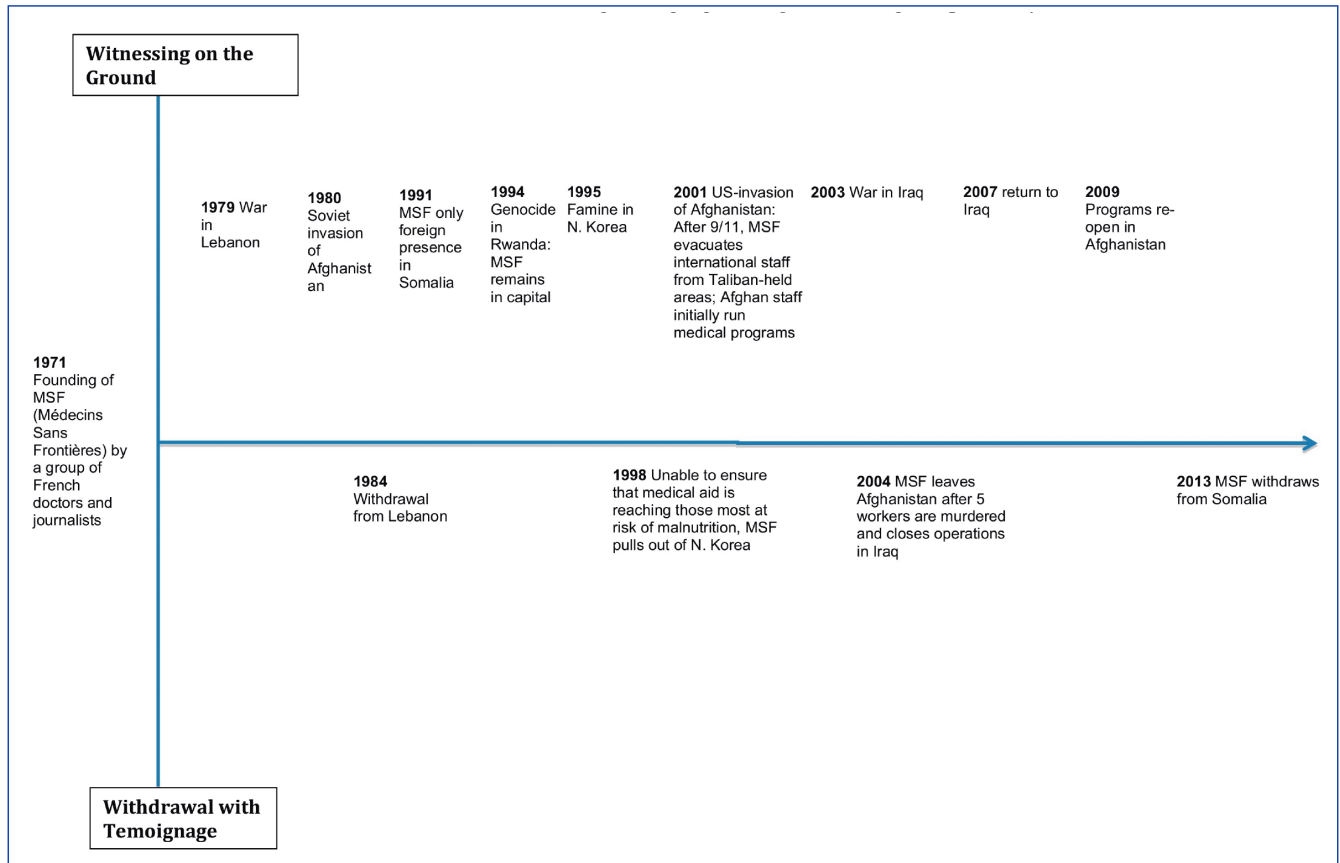 Witnessing on the
Ground
1979 War
in
Lebanon
1980
Soviet
invasion
of
Afghanist
an
1991
MSF only
foreign
presence
in
Somalia
1994
Genocide
in
Rwanda:
MSF
remains
in capital
1995
Famine in
N. Korea
2001 US-invasion
of Afghanistan:
After 9/11, MSF
evacuates
international staff
from Taliban-held
areas; Afghan staff
initially run
medical programs
2003 War in Iraq
2007 return to
Iraq
2009
Programs re-
open in
Afghanistan
1971
Founding of
MSF
(Médecins
Sans
Frontières) by
a group of
French
doctors and
journalists
1984
Withdrawal
from Lebanon
1998 Unable to ensure
that medical aid is
reaching those most at
risk of malnutrition, MSF
pulls out of N. Korea
2004 MSF leaves
Afghanistan after 5
workers are murdered
and closes operations
in Iraq
2013 MSF withdraws
from Somalia
Withdrawal with
Temoignage